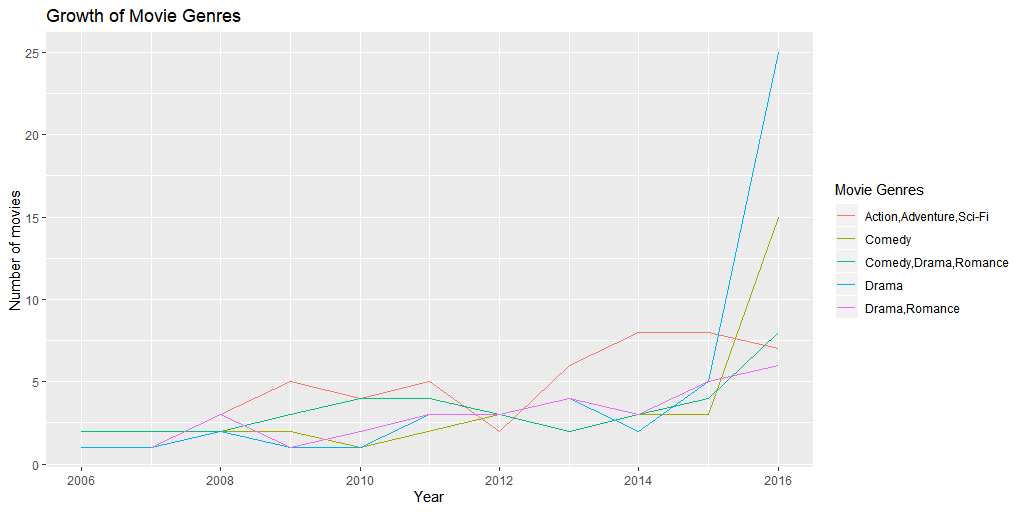 Growth of Movie Genres
25
20
15
10
5
0
Number of movies
2006 2008 2010 2012 2014 2016
Year
Movie Genres
Action,Adventure,Sci-Fi
Comedy
Comedy,Drama,Romance
Drama
Drama,Romance